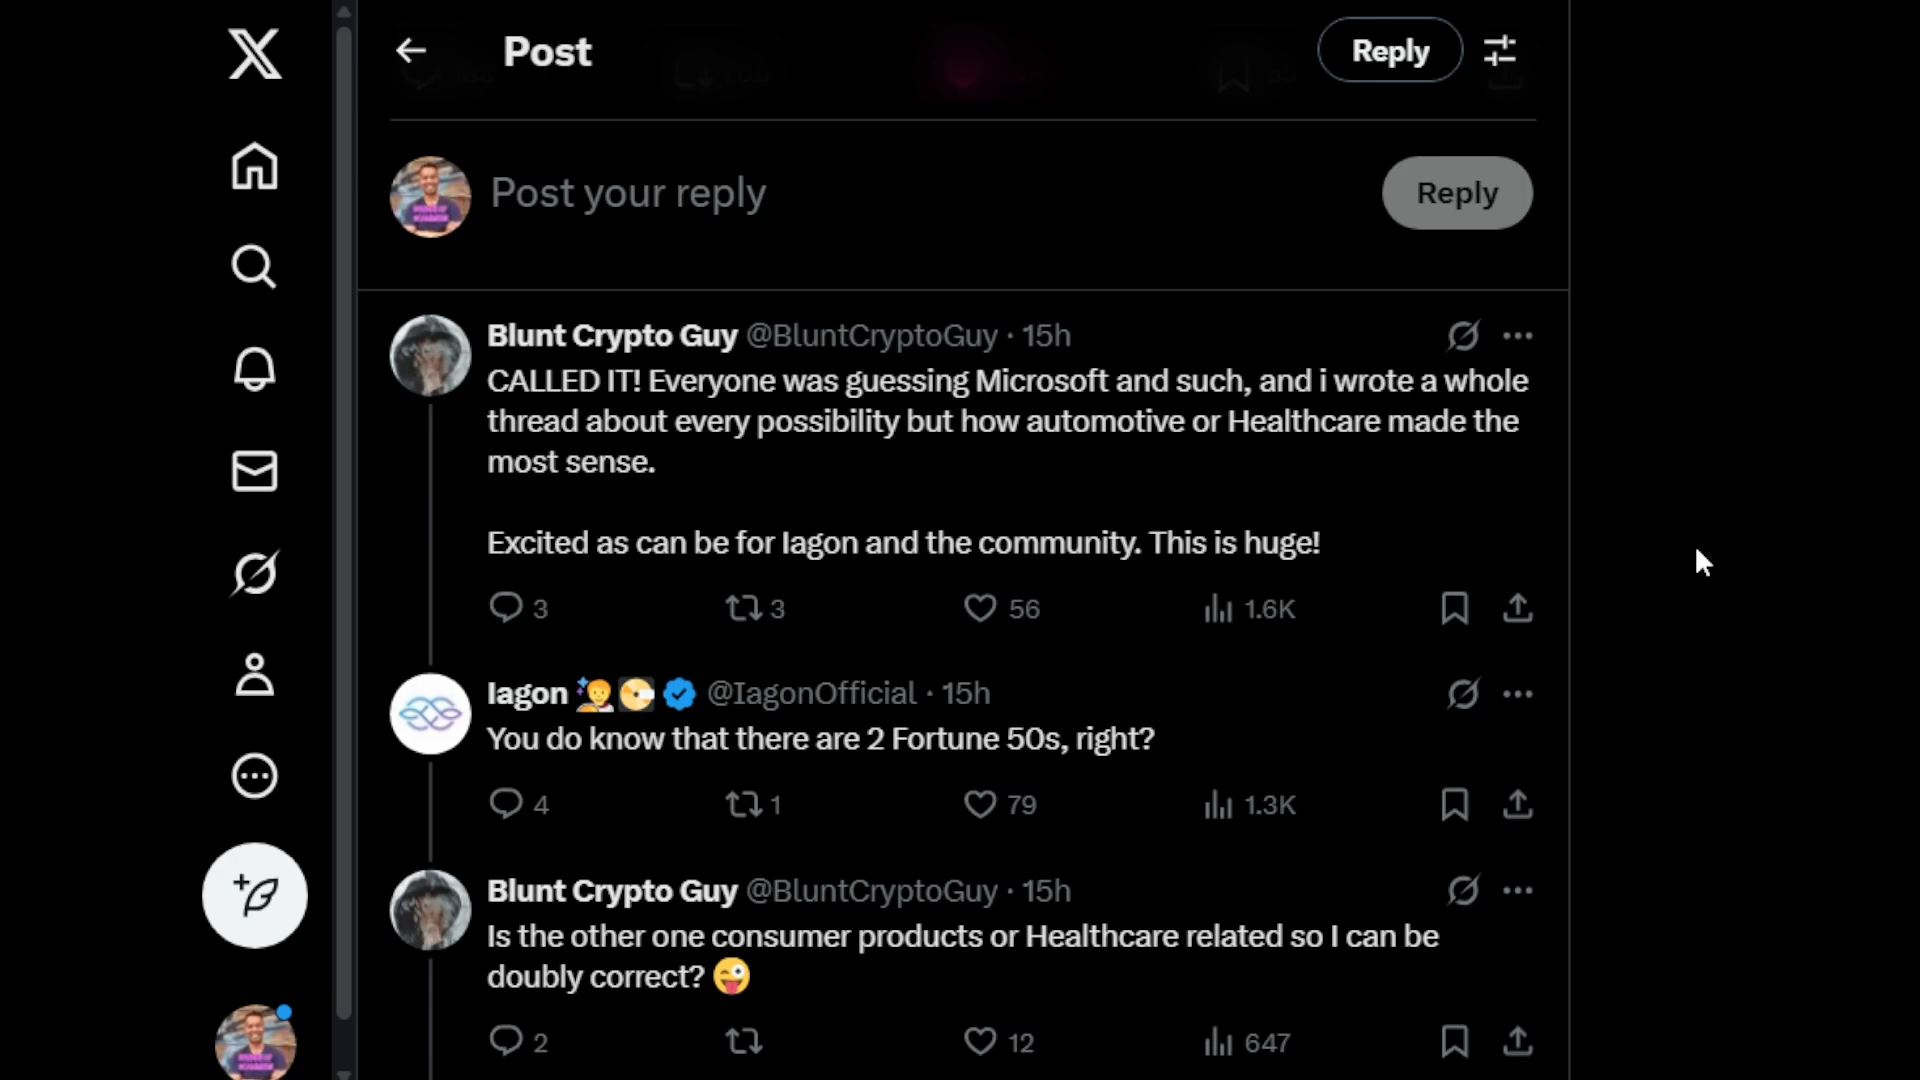 Post
Reply
Post your reply
Reply
Blunt Crypto Guy @BluntCryptoGuy · 15h
CALLED IT! Everyone was guessing Microsoft and such, and i wrote a whole
thread about every possibility but how automotive or Healthcare made the
most sense.
Excited as can be for Iagon and the community. This is huge!
3 3 56 1.6K
Iagon @IagonOfficial · 15h
You do know that there are 2 Fortune 50s, right?
4 1 79 1.3K
Blunt Crypto Guy @BluntCryptoGuy · 15h
Is the other one consumer products or Healthcare related so I can be
doubly correct? 😜
2 12 647